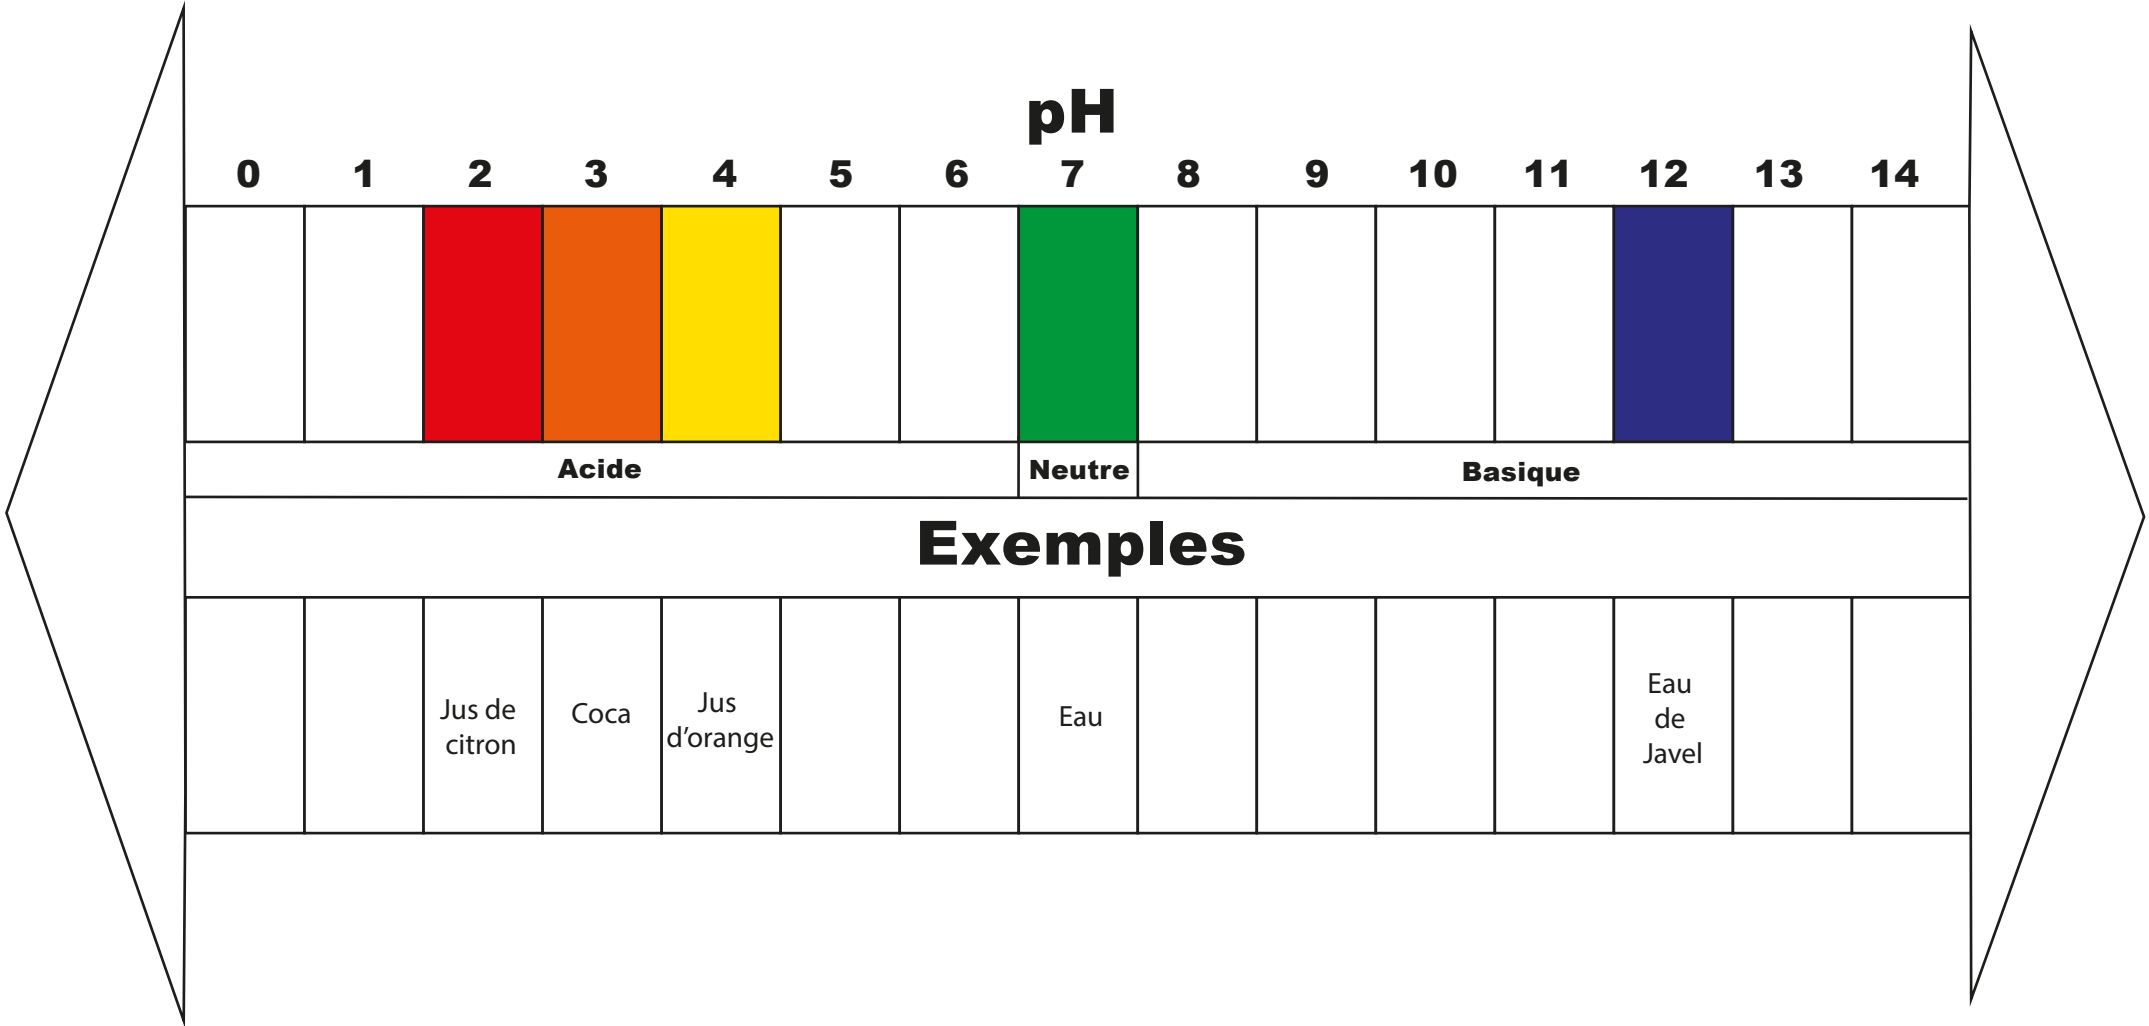 pH
0 1 2 3 4 5 6 7 8 9 10 11 12 13 14
Acide Neutre Basique
Exemples
Jus de
citron
Coca
Jus
d’orange
Eau
Eau
de
Javel